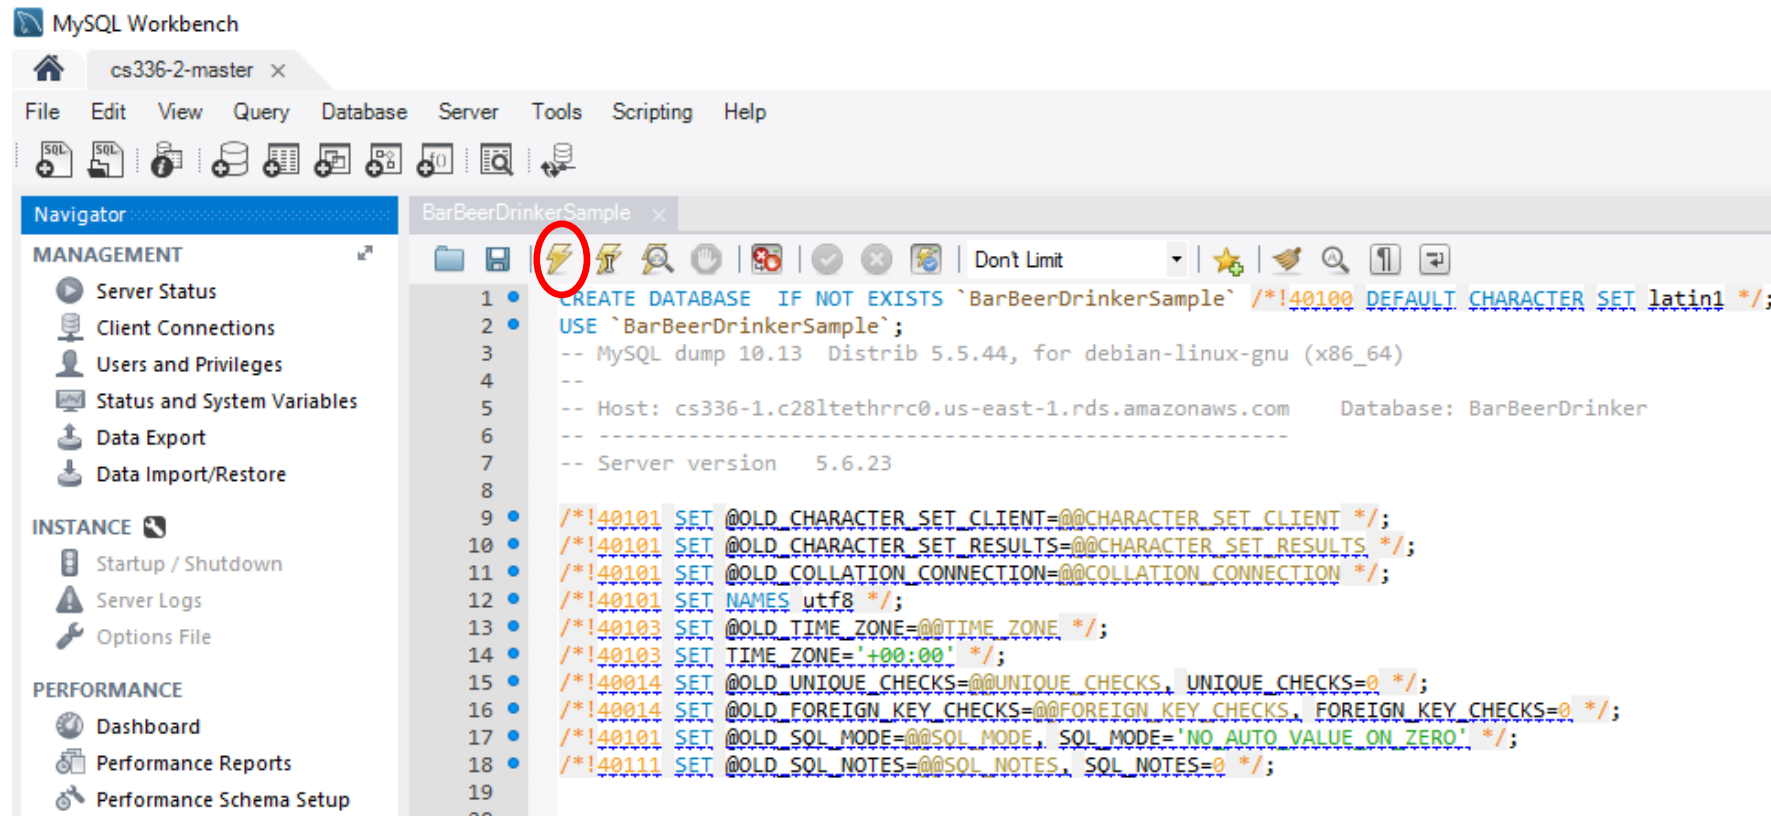 MySQL Workbench
cs336-2-master
File Edit View Query Database Server Tools Scripting Help
SQL SQL
Navigator
MANAGEMENT
Server Status
Client Connections
Users and Privileges
Status and System Variables
Data Export
Data Import/Restore
INSTANCE
Startup / Shutdown
Server Logs
Options File
PERFORMANCE
Dashboard
Performance Reports
Performance Schema Setup
BarBeerDrinkerSample
Don't Limit
1 CREATE DATABASE  IF NOT EXISTS `BarBeerDrinkerSample` /*!40100 DEFAULT CHARACTER SET latin1 */;
2 USE `BarBeerDrinkerSample`;
3 -- MySQL dump 10.13  Distrib 5.5.44, for debian-linux-gnu (x86_64)
4 --
5 -- Host: cs336-1.c28ltethrrc0.us-east-1.rds.amazonaws.com    Database: BarBeerDrinker
6 -- ------------------------------------------------------
7 -- Server version   5.6.23
8
9 /*!40101 SET @OLD_CHARACTER_SET_CLIENT=@@CHARACTER_SET_CLIENT */;
10 /*!40101 SET @OLD_CHARACTER_SET_RESULTS=@@CHARACTER_SET_RESULTS */;
11 /*!40101 SET @OLD_COLLATION_CONNECTION=@@COLLATION_CONNECTION */;
12 /*!40101 SET NAMES utf8 */;
13 /*!40103 SET @OLD_TIME_ZONE=@@TIME_ZONE */;
14 /*!40103 SET TIME_ZONE='+00:00' */;
15 /*!40014 SET @OLD_UNIQUE_CHECKS=@@UNIQUE_CHECKS, UNIQUE_CHECKS=0 */;
16 /*!40014 SET @OLD_FOREIGN_KEY_CHECKS=@@FOREIGN_KEY_CHECKS, FOREIGN_KEY_CHECKS=0 */;
17 /*!40101 SET @OLD_SQL_MODE=@@SQL_MODE, SQL_MODE='NO_AUTO_VALUE_ON_ZERO' */;
18 /*!40111 SET @OLD_SQL_NOTES=@@SQL_NOTES, SQL_NOTES=0 */;
19